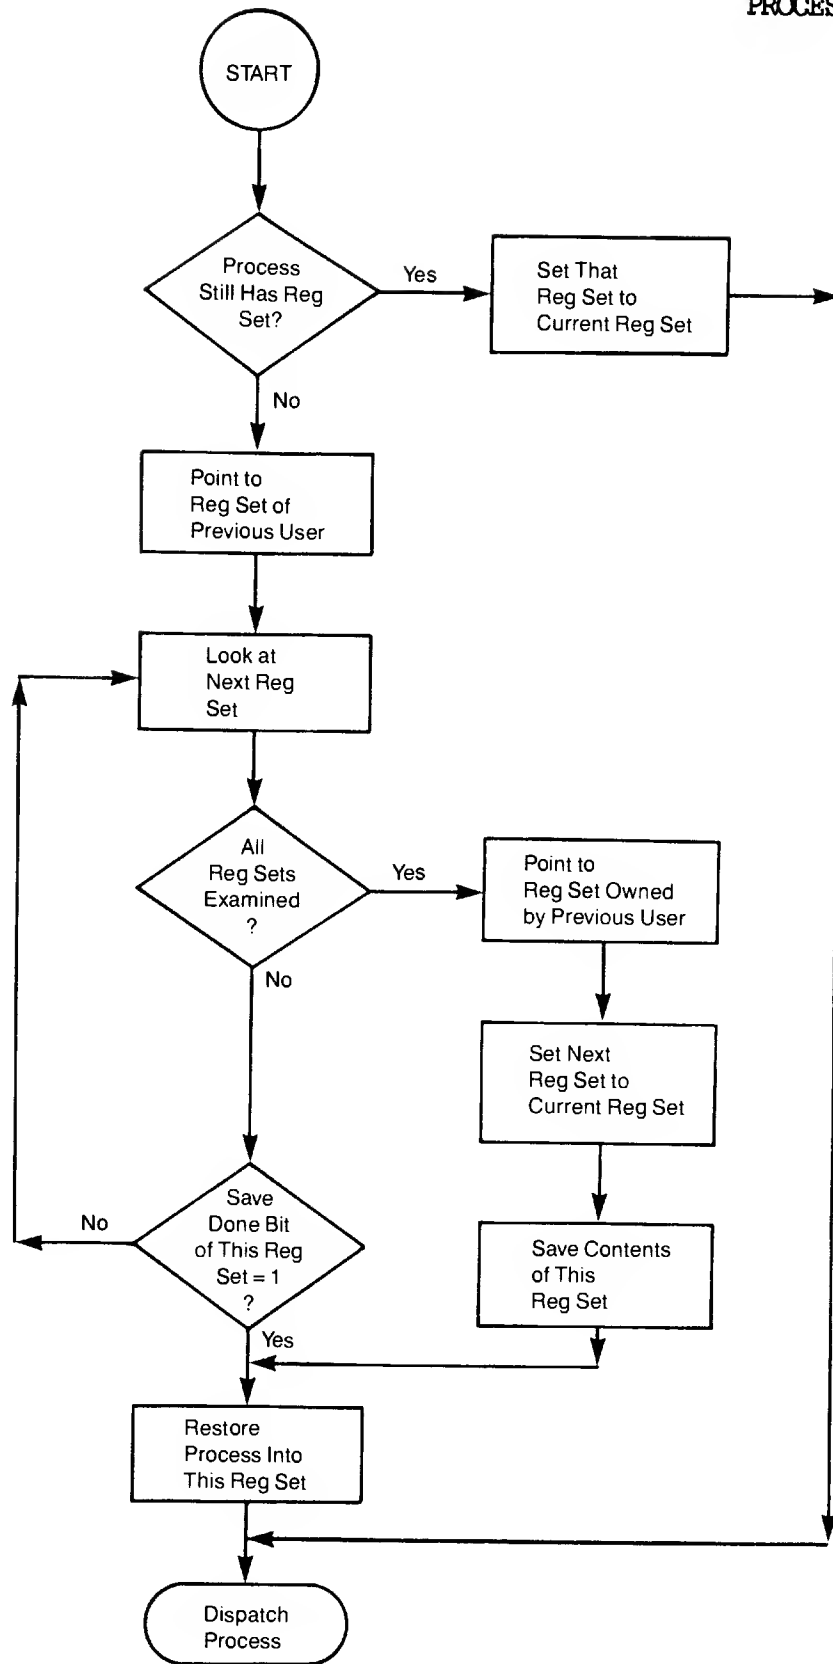 PROCES
START
Process
Still Has Reg
Set?
Yes
Set That
Reg Set to
Current Reg Set
No
Point to
Reg Set of
Previous User
Look at
Next Reg
Set
All
Reg Sets
Examined
?
Yes
Point to
Reg Set Owned
by Previous User
No
Set Next
Reg Set to
Current Reg Set
Save
Done Bit
of This Reg
Set = 1
?
No
Save Contents
of This
Reg Set
Yes
Restore
Process Into
This Reg Set
Dispatch
Process